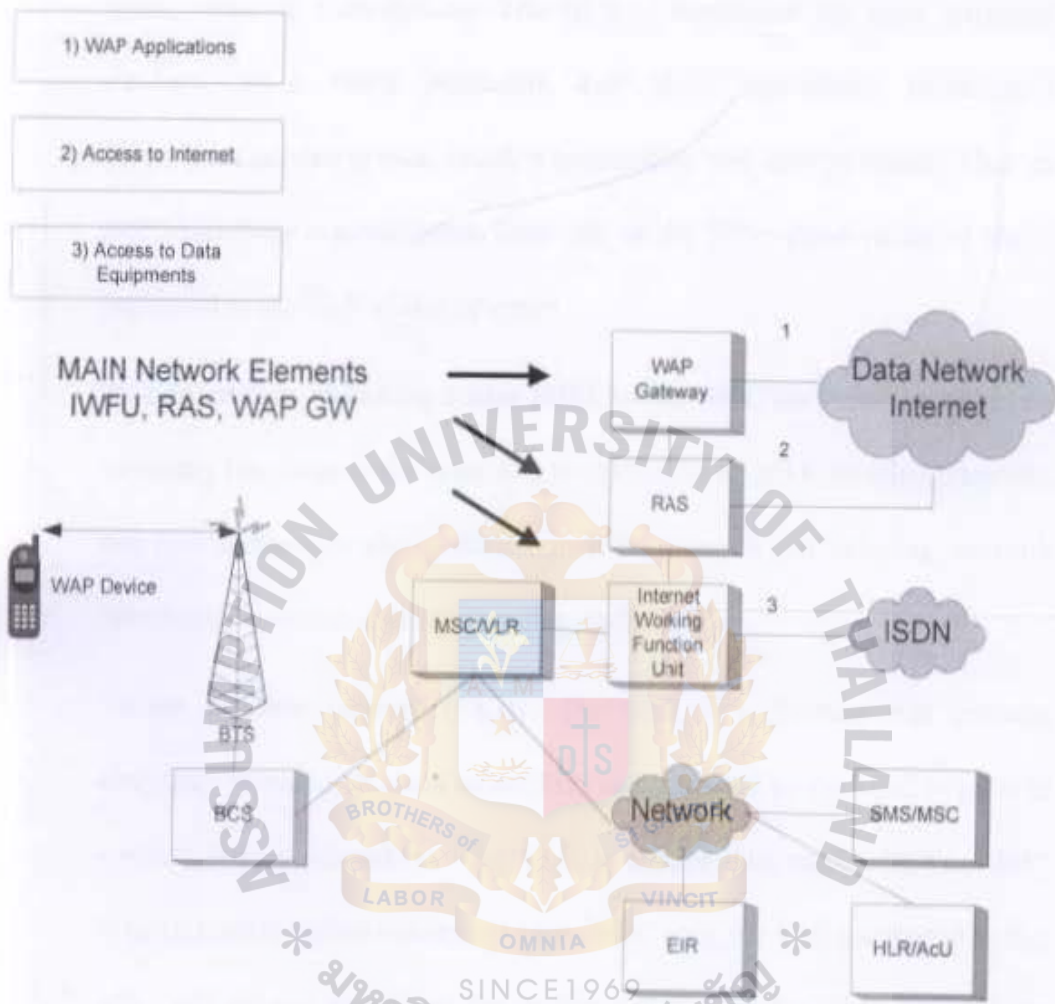 1) WAP Applications
2) Access to Internet
3) Access to Data
Equipments
MAIN Network Elements
IWFU, RAS, WAP GW
WAP
Gateway
1
Data Network
Internet
2
RAS
WAP Device
MSC/VLR
Internet
Working
Function
Unit
3
ISDN
BTS
BCS
Network
SMS/MSC
EIR
HLR/AcU
ASSUMPTION UNIVERSITY OF THAILAND
A M
D S
BROTHERS of
LABOR
OMNIA
VINCIT
* *
SINCE1969